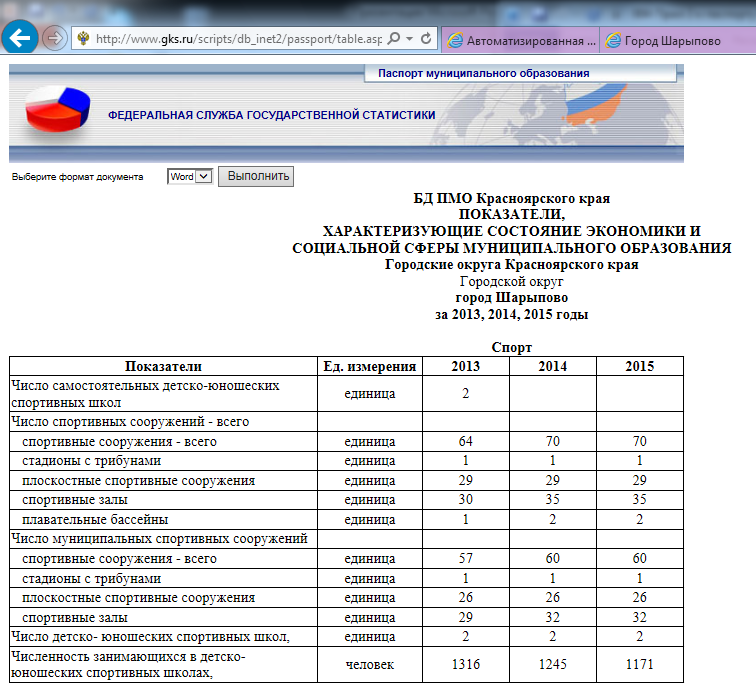 http://www.gks.ru/scripts/db_inet2/passport/table.asp
Автоматизированная ...
Город Шарыпово
Паспорт муниципального образования
ФЕДЕРАЛЬНАЯ СЛУЖБА ГОСУДАРСТВЕННОЙ СТАТИСТИКИ
Выберите формат документа Word Выполнить
БД ПМО Красноярского края
ПОКАЗАТЕЛИ,
ХАРАКТЕРИЗУЮЩИЕ СОСТОЯНИЕ ЭКОНОМИКИ И
СОЦИАЛЬНОЙ СФЕРЫ МУНИЦИПАЛЬНОГО ОБРАЗОВАНИЯ
Городские округа Красноярского края
Городской округ
город Шарыпово
за 2013, 2014, 2015 годы
Спорт
Показатели Ед. измерения 2013 2014 2015
Число самостоятельных детско-юношеских
спортивных школ единица 2
Число спортивных сооружений - всего
спортивные сооружения - всего единица 64 70 70
стадионы с трибунами единица 1 1 1
плоскостные спортивные сооружения единица 29 29 29
спортивные залы единица 30 35 35
плавательные бассейны единица 1 2 2
Число муниципальных спортивных сооружений
спортивные сооружения - всего единица 57 60 60
стадионы с трибунами единица 1 1 1
плоскостные спортивные сооружения единица 26 26 26
спортивные залы единица 29 32 32
Число детско- юношеских спортивных школ, единица 2 2 2
Численность занимающихся в детско-
юношеских спортивных школах, человек 1316 1245 1171